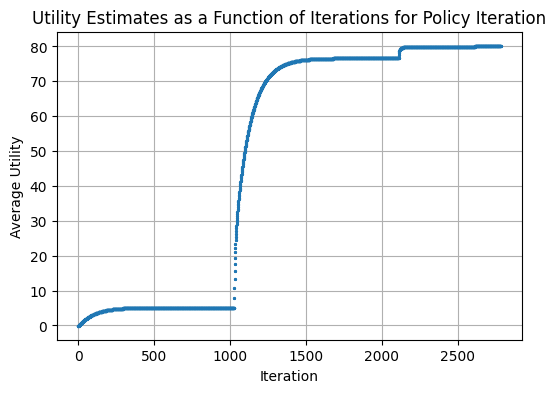 Utility Estimates as a Function of Iterations for Policy Iteration
80
70
60
50
40
30
20
10
0
Average Utility
0 500 1000 1500 2000 2500
Iteration